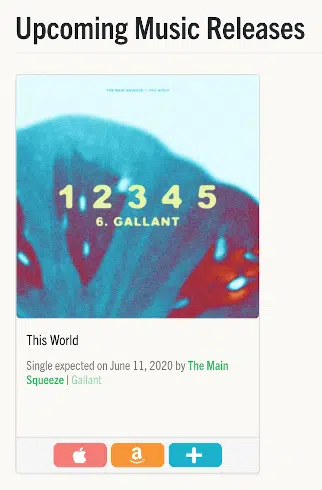 Upcoming Music Releases
THE MAIN SQUEEZE — THIS WORLD
1 2 3 4 5
6. GALLANT
This World
Single expected on June 11, 2020 by The Main
Squeeze | Gallant